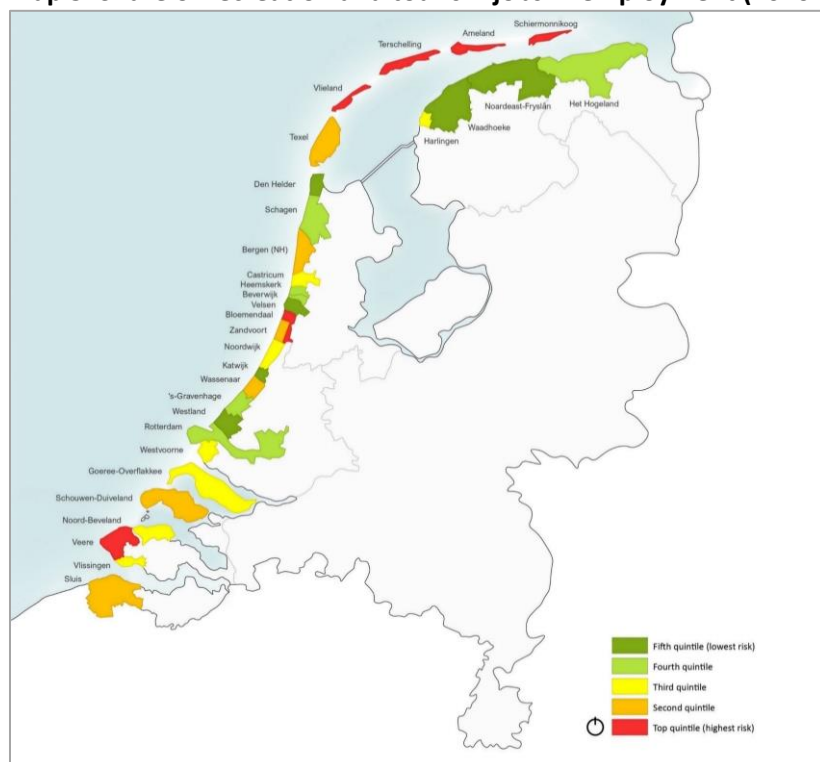 Schiermonnikoog
Ameland
Terschelling
Vlieland
Noardeast-Fryslân
Het Hogeland
Waadhoeke
Harlingen
Texel
Den Helder
Schagen
Bergen (NH)
Castricum
Heemskerk
Beverwijk
Velsen
Bloemendaal
Zandvoort
Noordwijk
Katwijk
Wassenaar
's-Gravenhage
Westland
Rotterdam
Westvoorne
Goeree-Overflakkee
Schouwen-Duiveland
Noord-Beveland
Veere
Vlissingen
Sluis
Fifth quintile (lowest risk)
Fourth quintile
Third quintile
Second quintile
Top quintile (highest risk)